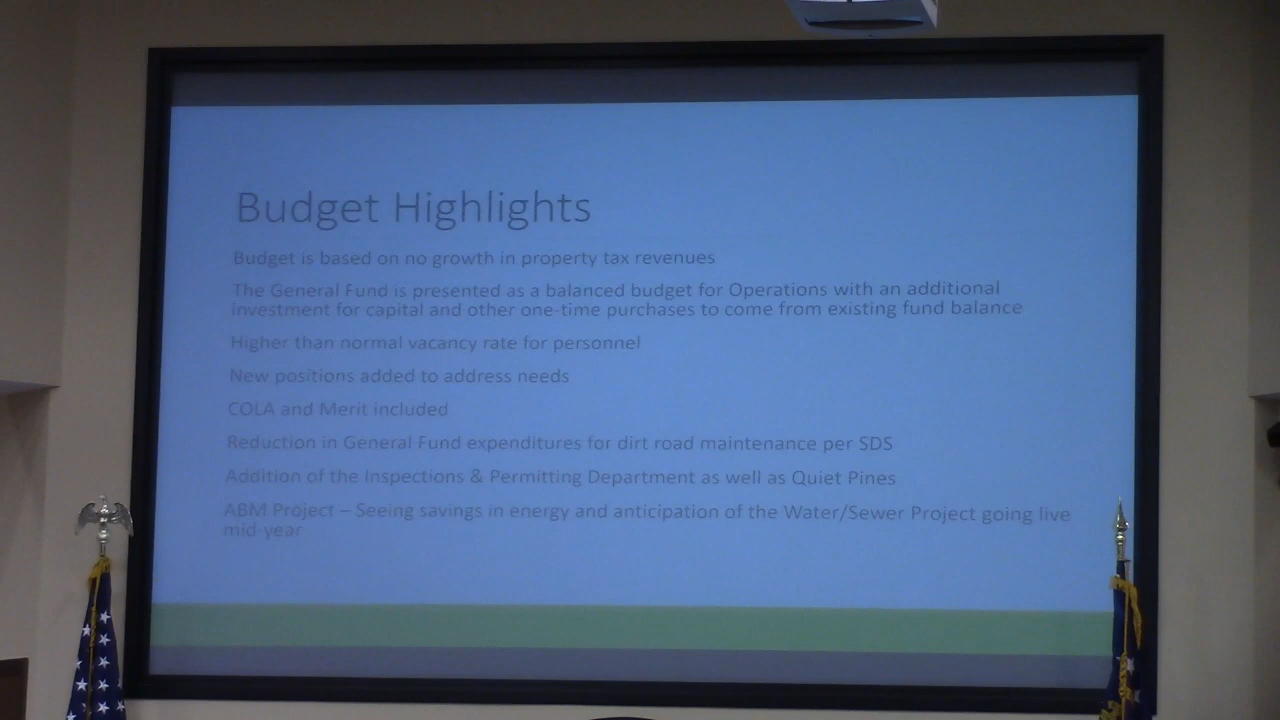 Budget Highlights
Budget is based on no growth in property tax revenues
The General Fund is presented as a balanced budget for Operations with an additional
investment for capital and other one-time purchases to come from existing fund balance
Higher than normal vacancy rate for personnel
New positions added to address needs
COLA and Merit included
Reduction in General Fund expenditures for dirt road maintenance per SDS
Addition of the Inspections & Permitting Department as well as Quiet Pines
ABM Project – Seeing savings in energy and anticipation of the Water/Sewer Project going live
mid-year